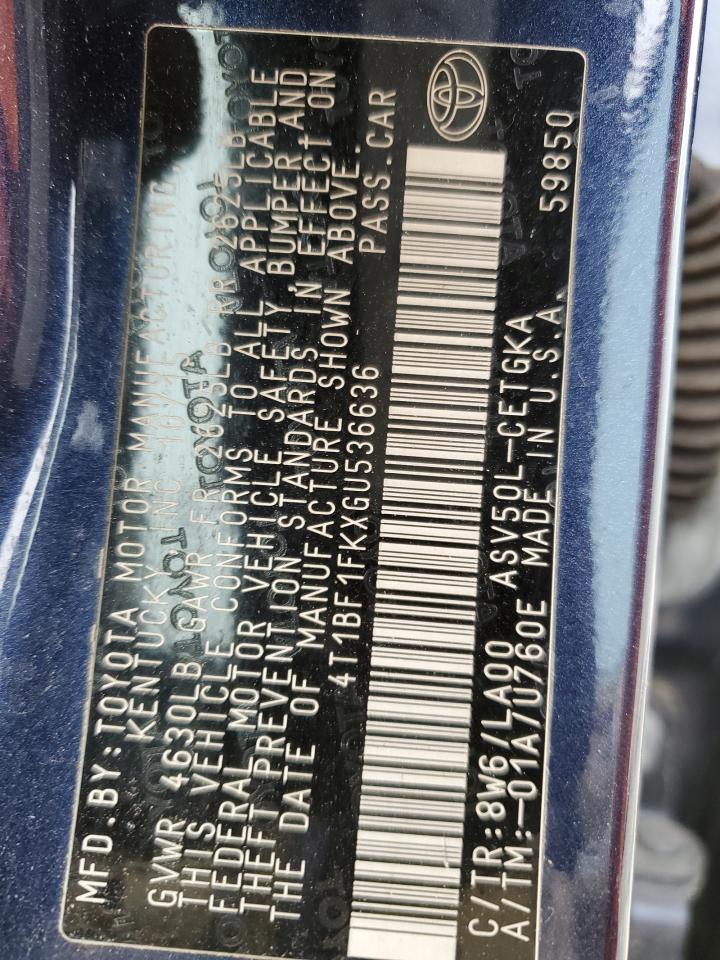 MFD.BY:TOYOTA MOTOR MANUFACTURING,
KENTUCKY, INC 10/15
GVWR 4630LB GAWR FR 2625LB RR 2625LB
THIS VEHICLE CONFORMS TO ALL APPLICABLE
FEDERAL MOTOR VEHICLE SAFETY, BUMPER AND
THEFT PREVENTION STANDARDS IN EFFECT ON
THE DATE OF MANUFACTURE SHOWN ABOVE.
4T1BF1FKXGU536636 PASS.CAR
C/TR:8W6/LA00 ASV50L-CETGKA 59850
A/TM:-01A/U760E MADE IN U.S.A.